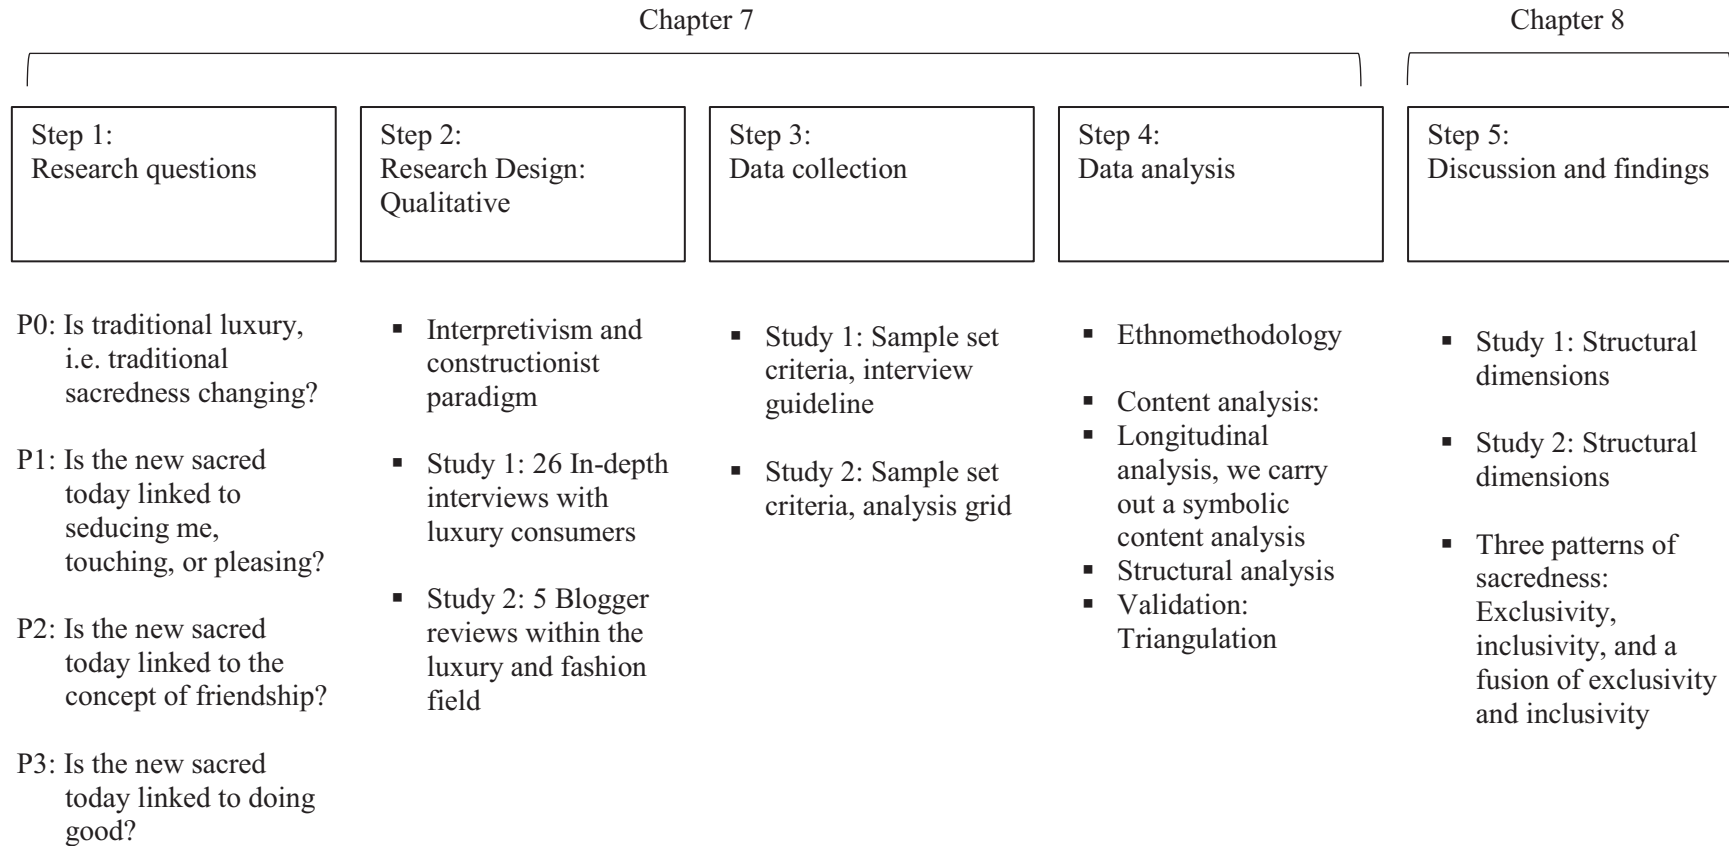 Chapter 7
Chapter 8
Step 1:
Research questions
Step 2:
Research Design:
Qualitative
Step 3:
Data collection
Step 4:
Data analysis
Step 5:
Discussion and findings
P0: Is traditional luxury,
i.e. traditional
sacredness changing?
P1: Is the new sacred
today linked to
seducing me,
touching, or pleasing?
P2: Is the new sacred
today linked to the
concept of friendship?
P3: Is the new sacred
today linked to doing
good?
▪ Interpretivism and
constructionist
paradigm
▪ Study 1: 26 In-depth
interviews with
luxury consumers
▪ Study 2: 5 Blogger
reviews within the
luxury and fashion
field
▪ Study 1: Sample set
criteria, interview
guideline
▪ Study 2: Sample set
criteria, analysis grid
▪ Ethnomethodology
▪ Content analysis:
▪ Longitudinal
analysis, we carry
out a symbolic
content analysis
▪ Structural analysis
▪ Validation:
Triangulation
▪ Study 1: Structural
dimensions
▪ Study 2: Structural
dimensions
▪ Three patterns of
sacredness:
Exclusivity,
inclusivity, and a
fusion of exclusivity
and inclusivity